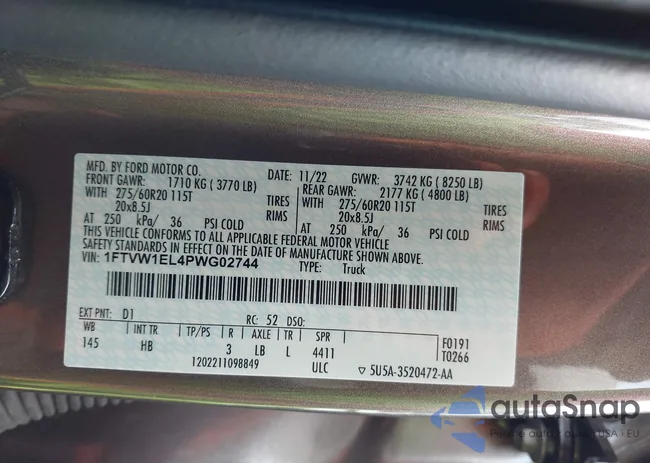 MFD. BY FORD MOTOR CO.
DATE: 11/22 GVWR: 3742 KG ( 8250 LB)
FRONT GAWR: 1710 KG ( 3770 LB)
REAR GAWR: 2177 KG ( 4800 LB)
WITH 275/60R20 115T TIRES
WITH 275/60R20 115T TIRES
20x8.5J RIMS
20x8.5J RIMS
AT 250 kPa/ 36 PSI COLD
AT 250 kPa/ 36 PSI COLD
THIS VEHICLE CONFORMS TO ALL APPLICABLE FEDERAL MOTOR VEHICLE
SAFETY STANDARDS IN EFFECT ON THE DATE OF MANUFACTURE SHOWN ABOVE.
VIN: 1FTVW1EL4PWG02744 TYPE: Truck
EXT PNT: D1 RC: 52 DSO:
WB INT TR TP/PS R AXLE TR SPR
145 HB 3 LB L 4411
1202211098849 ULC
F0191
T0266
5U5A-3520472-AA
autoSnap
USA - EU